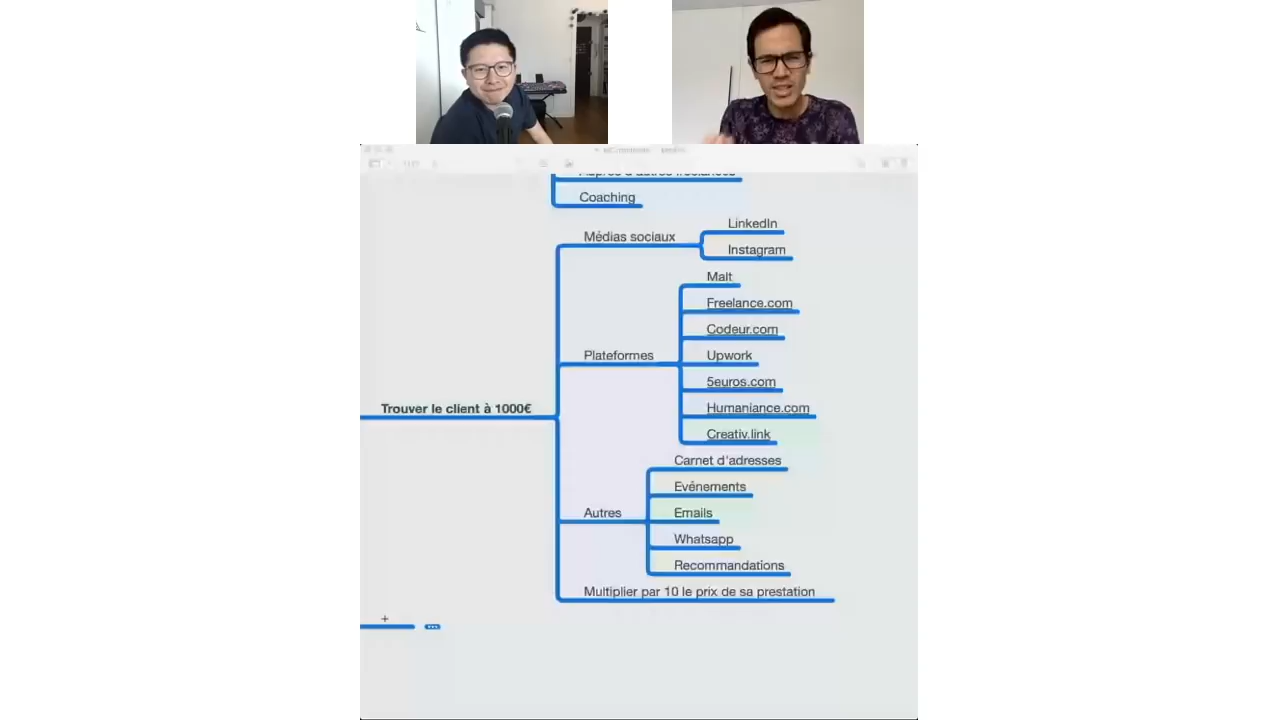 Coaching
Médias sociaux
LinkedIn
Instagram
Plateformes
Malt
Freelance.com
Codeur.com
Upwork
5euros.com
Humaniance.com
Creativ.link
Trouver le client à 1000€
Autres
Carnet d'adresses
Evênements
Emails
Whatsapp
Recommandations
Multiplier par 10 le prix de sa prestation